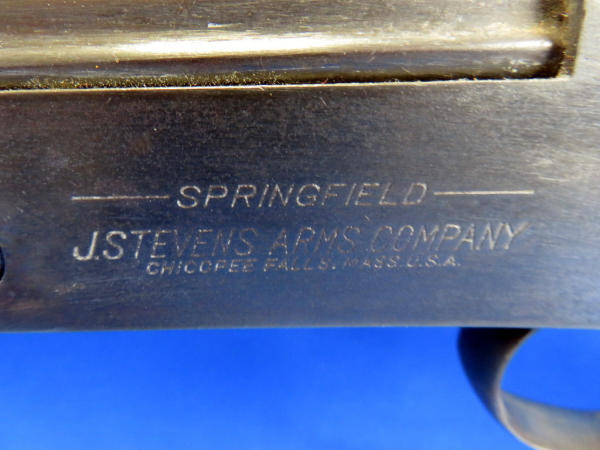 SPRINGFIELD
J.STEVENS ARMS COMPANY
CHICOPEE FALLS, MASS.U.S.A.